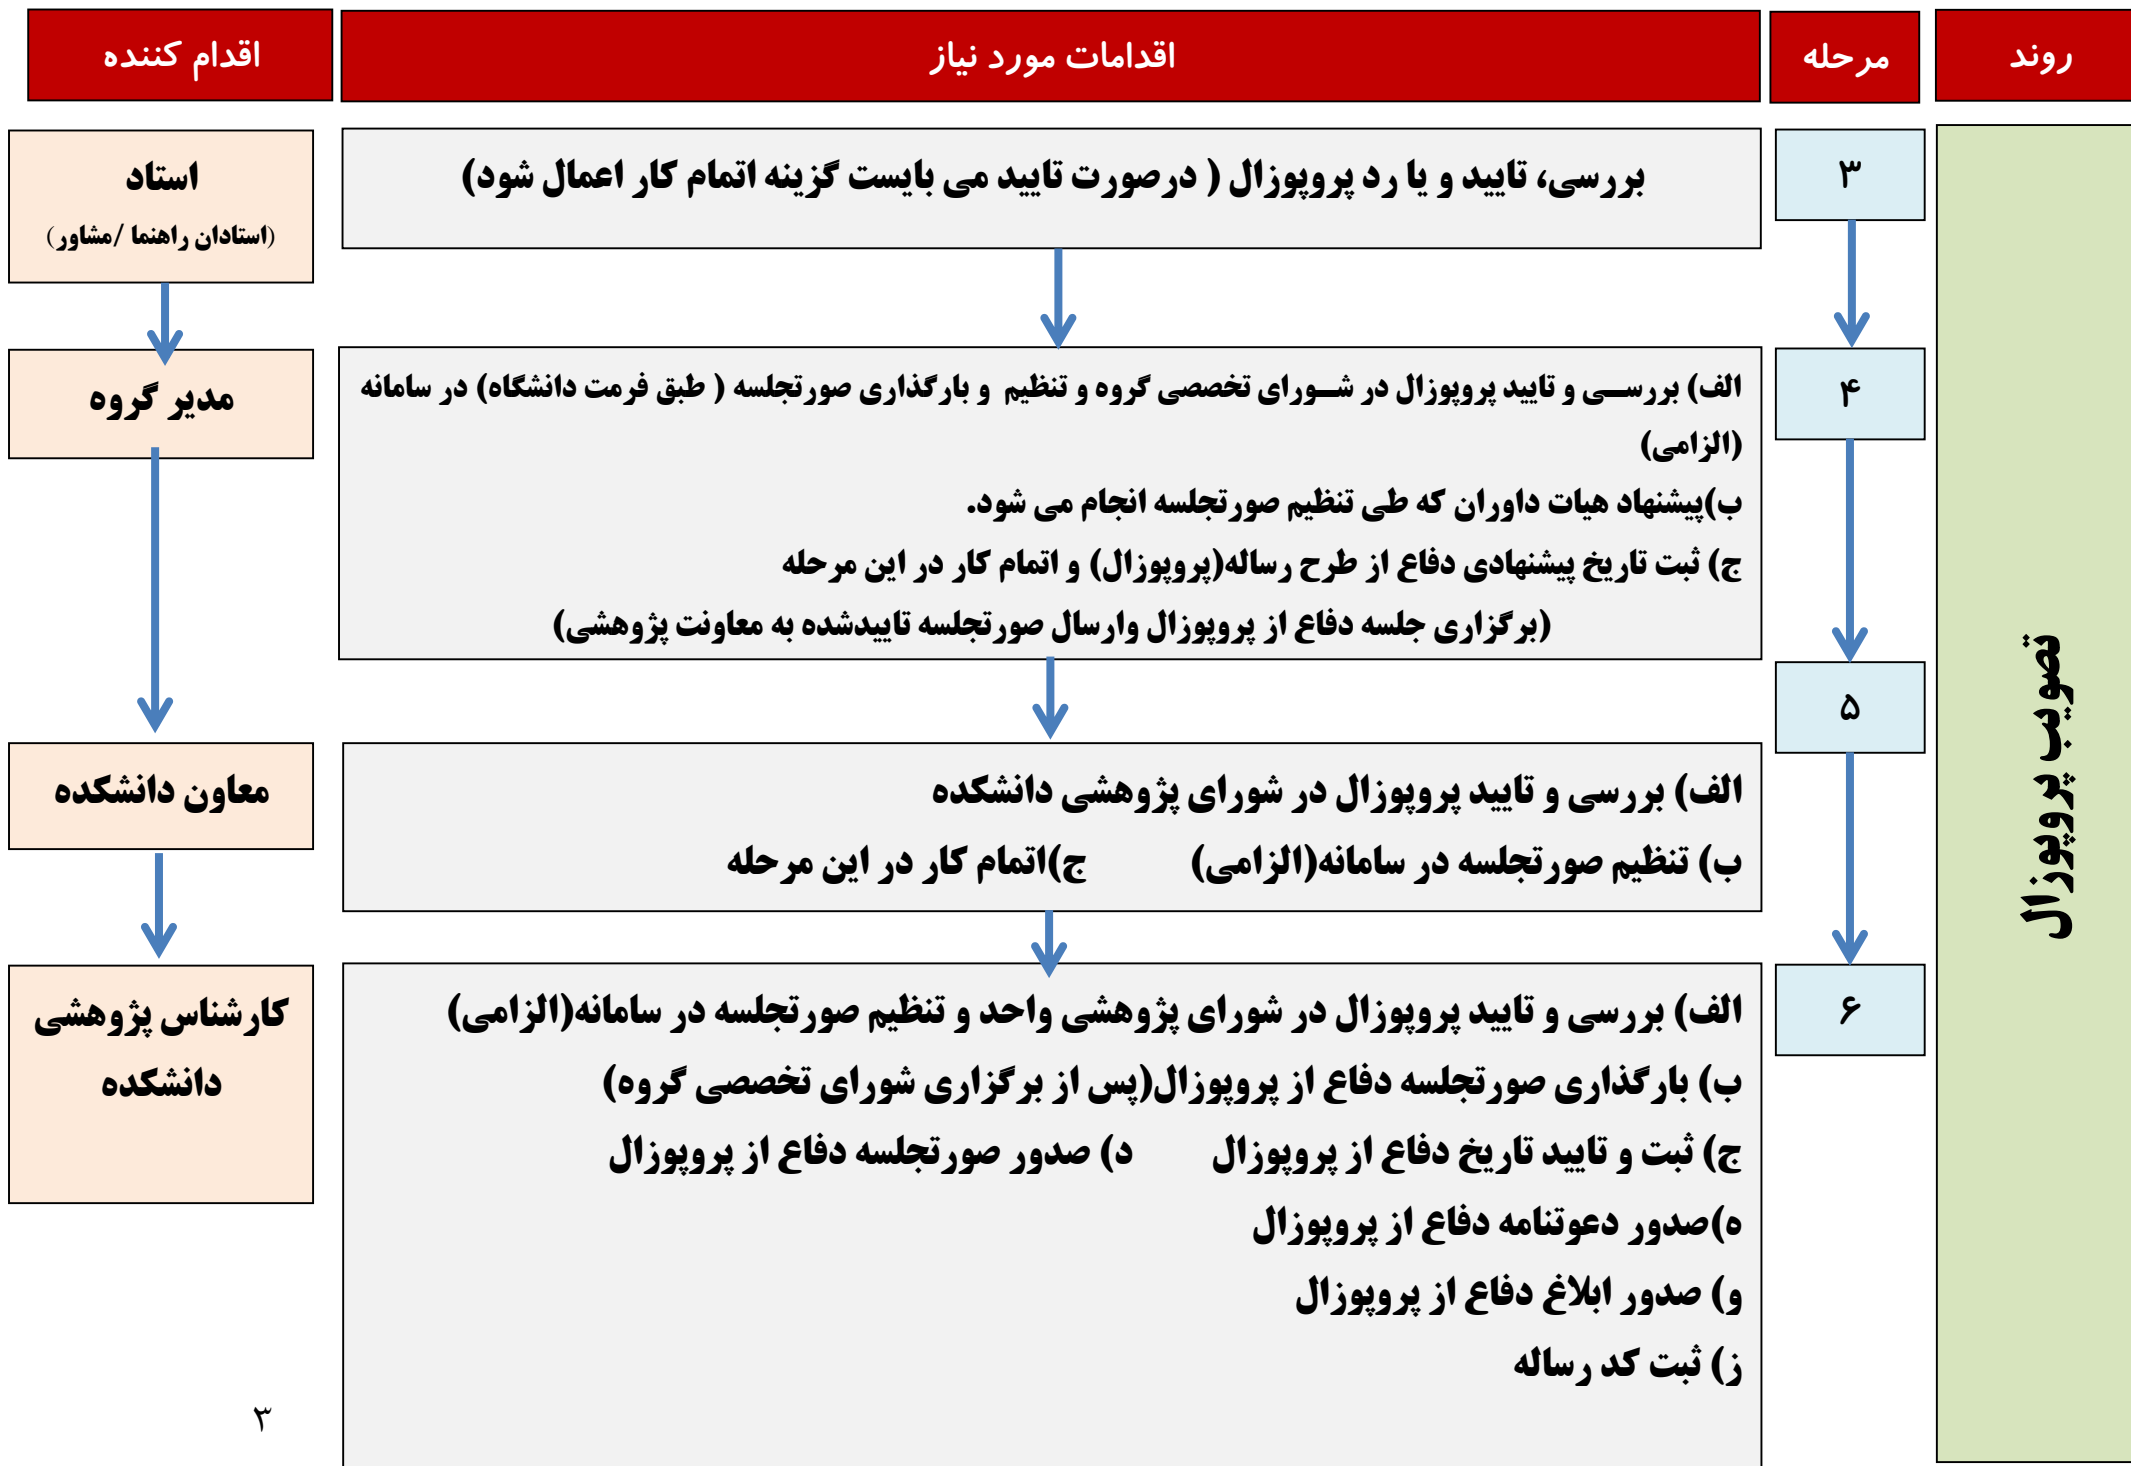 روند
مرحله
اقدامات مورد نیاز
اقدام کننده
تصویب پروپوزال
۳
بررسی، تایید و یا رد پروپوزال ( درصورت تایید می بایست گزینه اتمام کار اعمال شود)
استاد
(استادان راهنما /مشاور)
۴
الف) بررســی و تایید پروپوزال در شــورای تخصصی گروه و تنظیم و بارگذاری صورتجلسه ( طبق فرمت دانشگاه) در سامانه
(الزامی)
ب)پیشنهاد هیات داوران که طی تنظیم صورتجلسه انجام می شود.
ج) ثبت تاریخ پیشنهادی دفاع از طرح رساله(پروپوزال) و اتمام کار در این مرحله
(برگزاری جلسه دفاع از پروپوزال وارسال صورتجلسه تاییدشده به معاونت پژوهشی)
مدیر گروه
۵
الف) بررسی و تایید پروپوزال در شورای پژوهشی دانشکده
ب) تنظیم صورتجلسه در سامانه(الزامی) ج)اتمام کار در این مرحله
معاون دانشکده
۶
الف) بررسی و تایید پروپوزال در شورای پژوهشی واحد و تنظیم صورتجلسه در سامانه(الزامی)
ب) بارگذاری صورتجلسه دفاع از پروپوزال(پس از برگزاری شورای تخصصی گروه)
ج) ثبت و تایید تاریخ دفاع از پروپوزال د) صدور صورتجلسه دفاع از پروپوزال
ه)صدور دعوتنامه دفاع از پروپوزال
و) صدور ابلاغ دفاع از پروپوزال
ز) ثبت کد رساله
کارشناس پژوهشی
دانشکده
۳